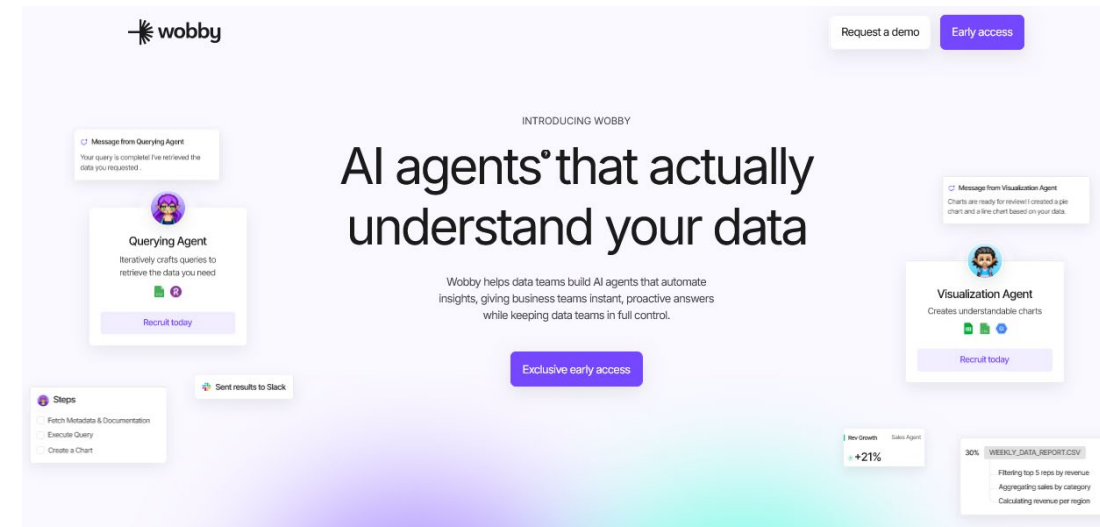 wobby
Request a demo
Early access
INTRODUCING WOBBY
AI agents that actually
understand your data
Wobby helps data teams build AI agents that automate
insights, giving business teams instant, proactive answers
while keeping data teams in full control.
Exclusive early access
Message from Querying Agent
Your query is complete! I've retrieved the
data you requested .
Querying Agent
Iteratively crafts queries to
retrieve the data you need
Recruit today
Sent results to Slack
Steps
Fetch Metadata & Documentation
Execute Query
Create a Chart
Message from Visualization Agent
Charts are ready for review! I created a pie
chart and a line chart based on your data.
Visualization Agent
Creates understandable charts
Recruit today
Rev Growth Sales Agent
+21%
30% WEEKLY_DATA_REPORT.CSV
Filtering top 5 reps by revenue
Aggregating sales by category
Calculating revenue per region